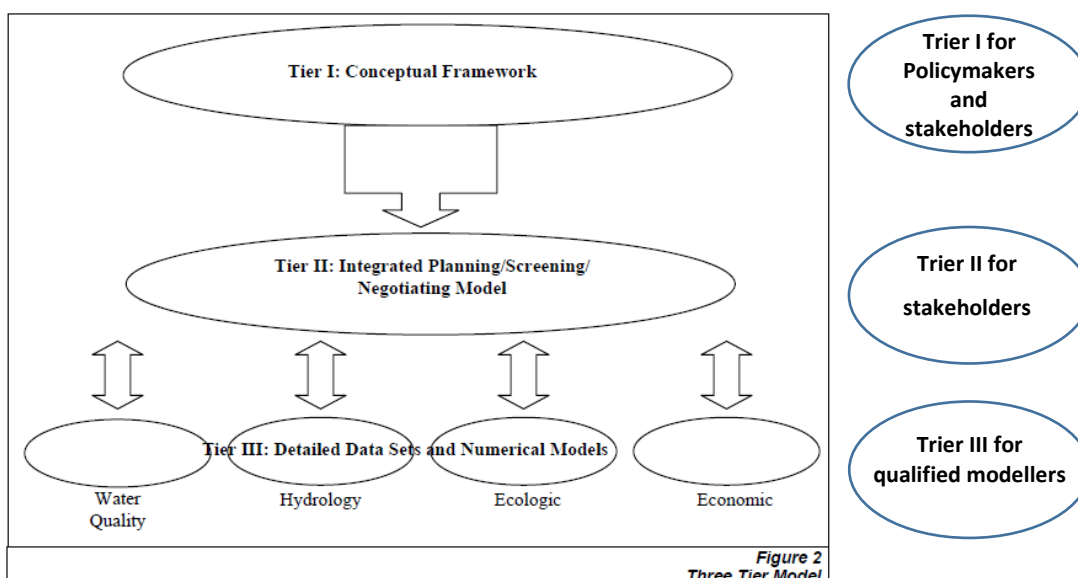 Tier I: Conceptual Framework
Trier I for
Policymakers
and
stakeholders
Tier II: Integrated Planning/Screening/
Negotiating Model
Trier II for
stakeholders
Tier III: Detailed Data Sets and Numerical Models
Trier III for
qualified modellers
Water
Quality
Hydrology
Ecologic
Economic
Figure 2
Three Tier Model